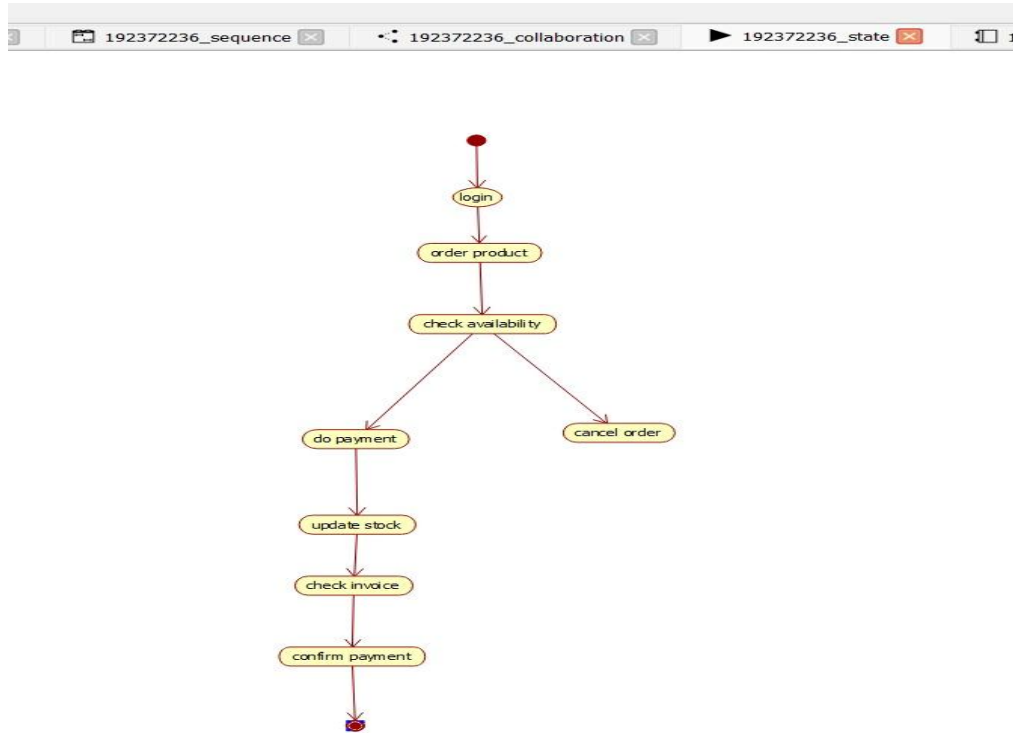 192372236_sequence
192372236_collaboration
192372236_state
login
order product
check availability
do payment
cancel order
update stock
check invoice
confirm payment